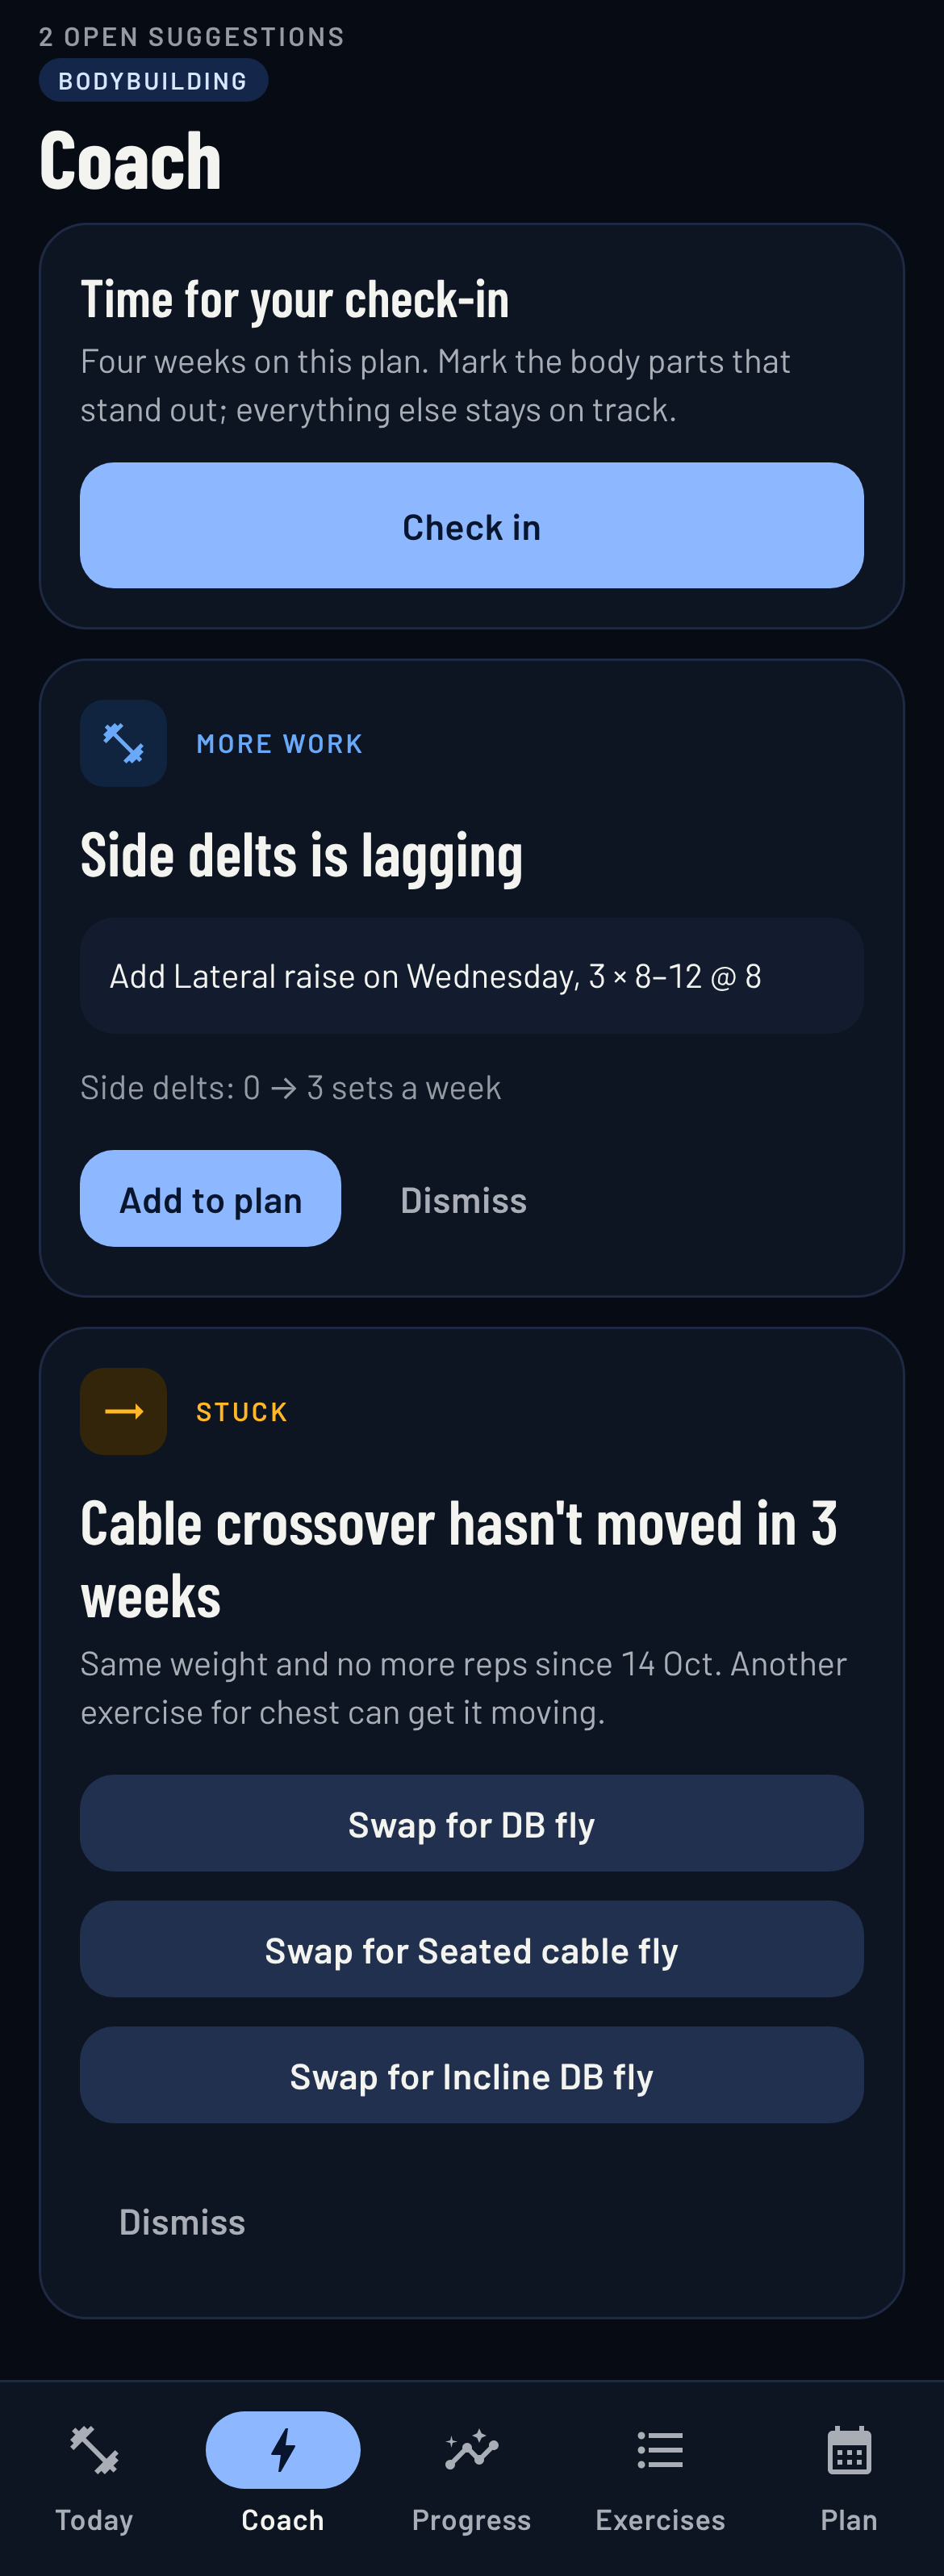 2 OPEN SUGGESTIONS
BODYBUILDING
Coach
Time for your check-in
Four weeks on this plan. Mark the body parts that
stand out; everything else stays on track.
Check in
MORE WORK
Side delts is lagging
Add Lateral raise on Wednesday, 3 × 8–12 @ 8
Side delts: 0 → 3 sets a week
Add to plan
Dismiss
STUCK
Cable crossover hasn't moved in 3
weeks
Same weight and no more reps since 14 Oct. Another
exercise for chest can get it moving.
Swap for DB fly
Swap for Seated cable fly
Swap for Incline DB fly
Dismiss
Today
Coach
Progress
Exercises
Plan